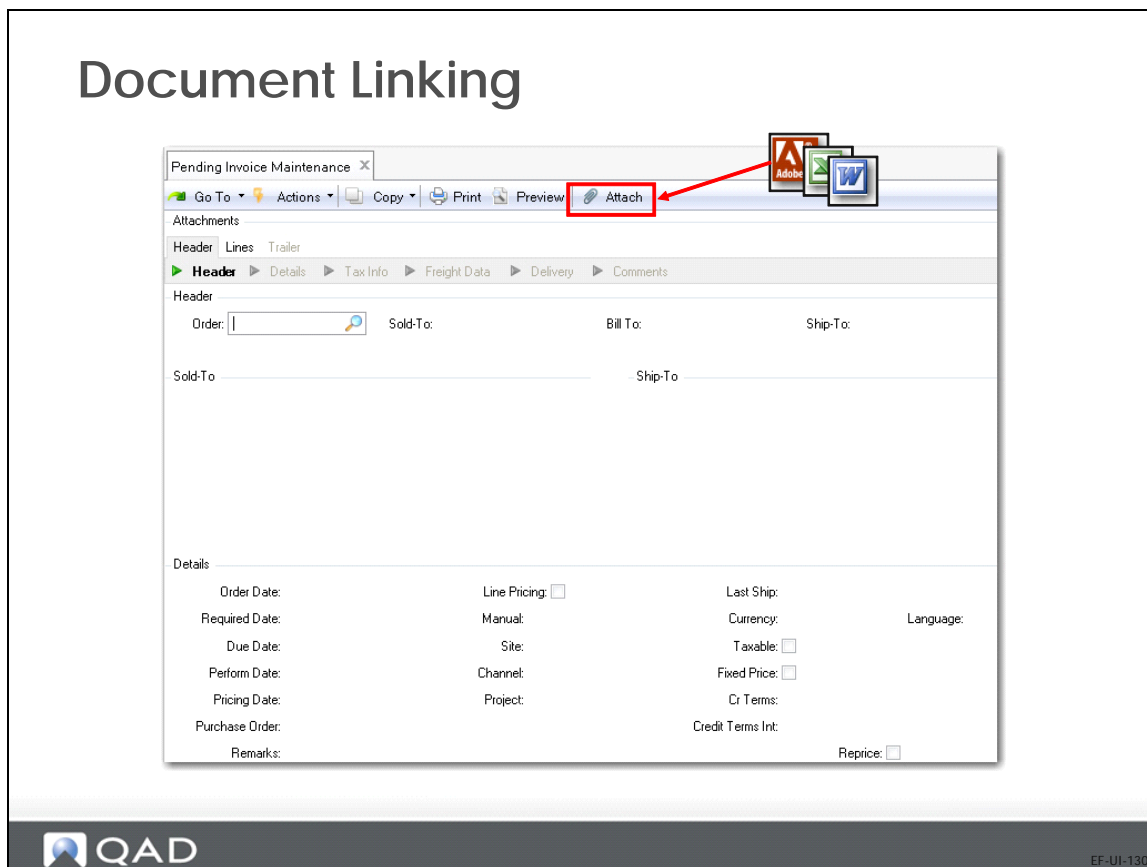 Document Linking
Pending Invoice Maintenance X
Go To Actions Copy Print Preview Attach
Adobe W
Attachments
Header Lines Trailer
Header Details Tax Info Freight Data Delivery Comments
Header
Order: Sold-To: Bill To: Ship-To:
Sold-To Ship-To
Details
Order Date: Line Pricing: Last Ship:
Required Date: Manual: Currency: Language:
Due Date: Site: Taxable:
Perform Date: Channel: Fixed Price:
Pricing Date: Project: Cr Terms:
Purchase Order: Credit Terms Int:
Remarks: Reprice:
QAD
EF-UI-130